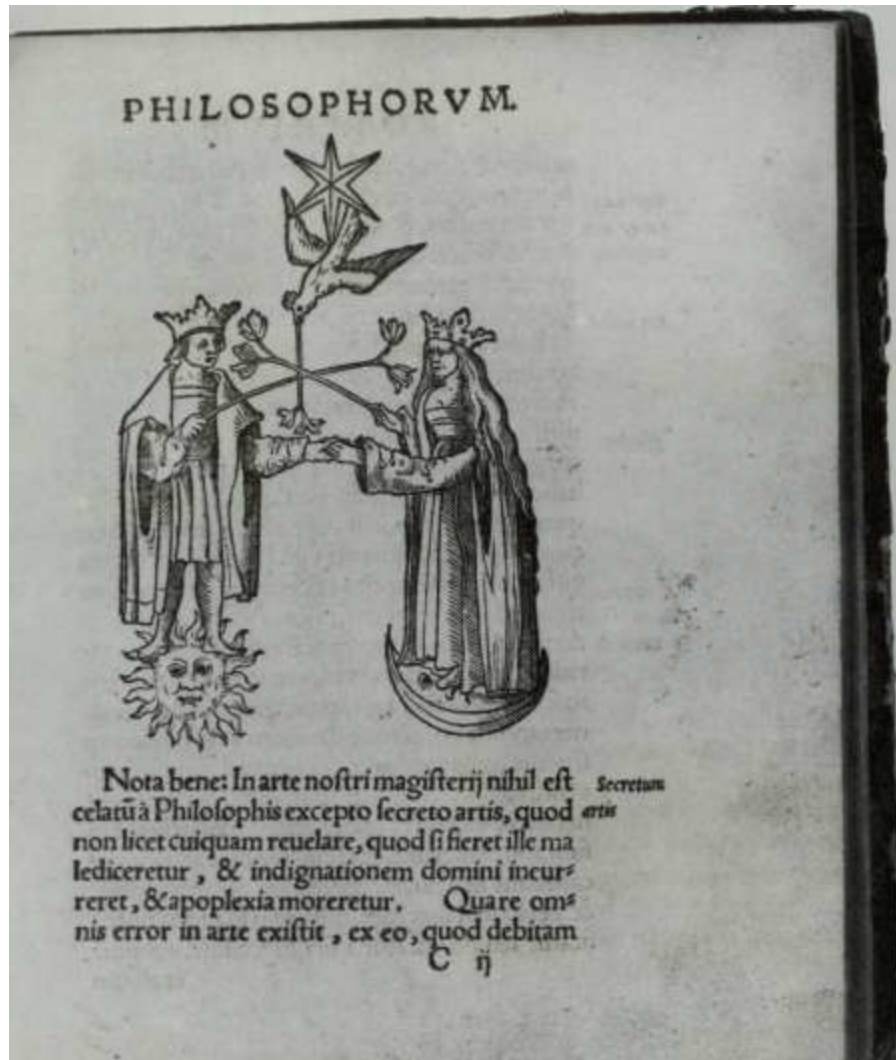 PHILOSOPHORVM.
Nota bene: In arte noſtri magiſterij nihil eſt
Secretum
celatū à Philoſophis excepto ſecreto artis, quod
artis
non licet cuiquam reuelare, quod ſi fieret ille ma
lediceretur, & indignationem domini incur⸗
reret, & apoplexia moreretur. Quare om⸗
nis error in arte exiſtit, ex eo, quod debitam
C ij